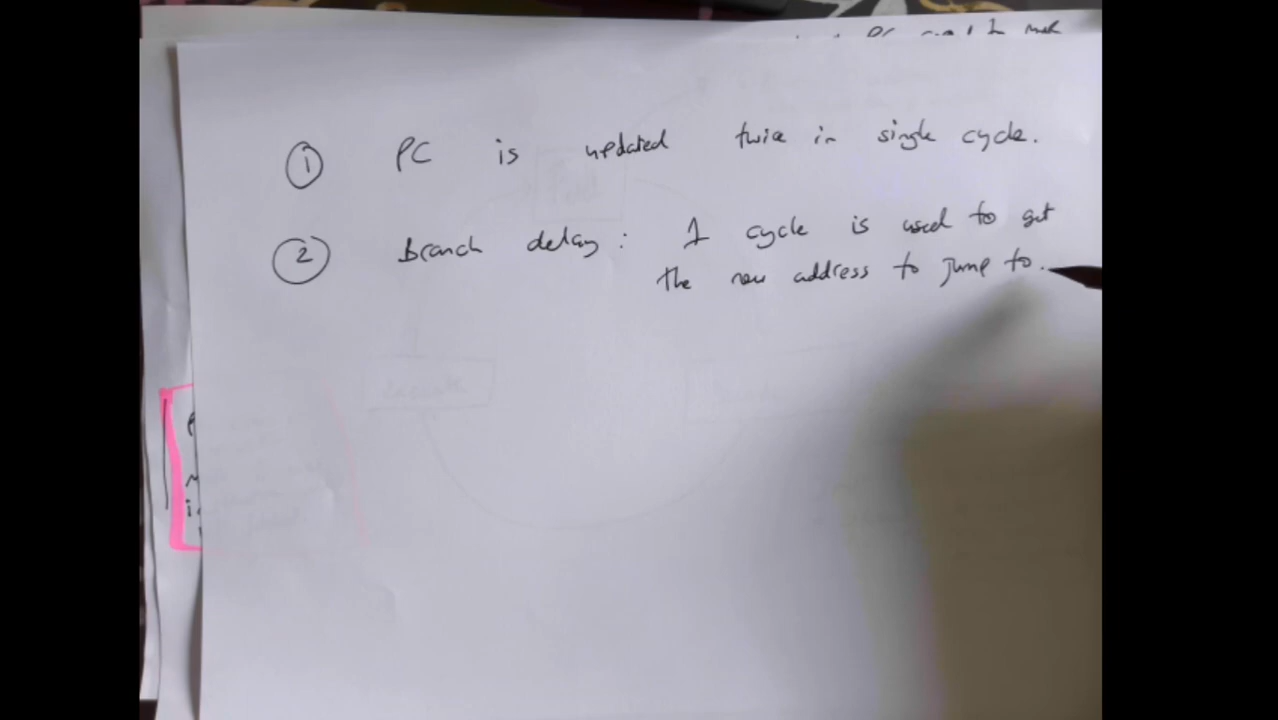 ① PC is updated twice in single cycle.
② Branch delay: 1 cycle is used to get
the new address to jump to.